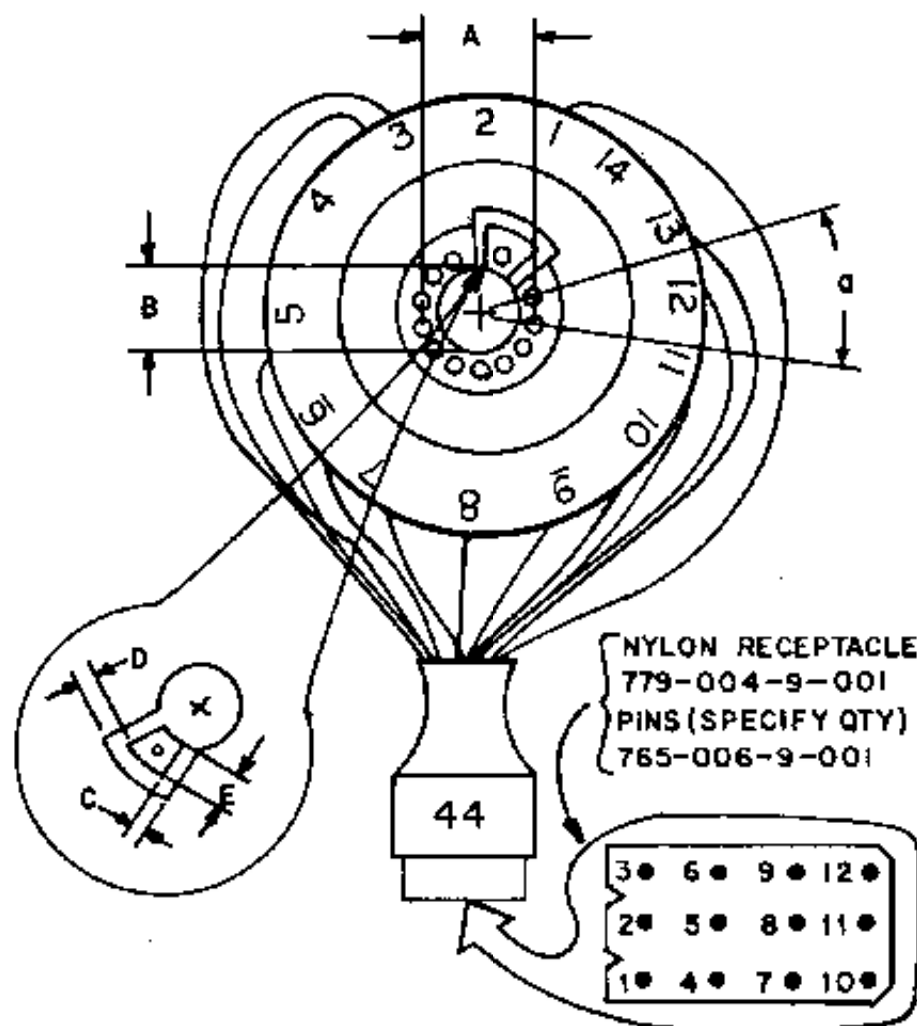 A
3 2 1
4 14
13
B 5 12 a
11
6 10
7 9
8
D
NYLON RECEPTACLE
779-004-9-001
PINS (SPECIFY QTY)
765-006-9-001
C E
44
3 6 9 12
2 5 8 11
1 4 7 10